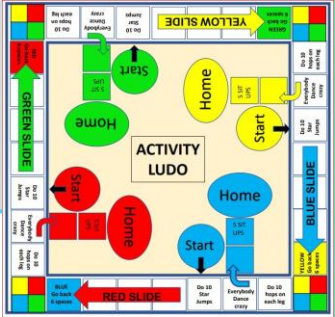 Do 10
hops on
each leg
Everybody
Dance
crazy
Do 10
Star
Jumps
YELLOW SLIDE
GREEN
Go back
6 spaces
Start
5 SIT
UPS
Home
Home
5 SIT
UPS
Start
Do 10
hops on
each leg
Everybody
Dance
crazy
Do 10
Star
Jumps
BLUE SLIDE
YELLOW
Go back
6 spaces
GREEN SLIDE
Do 10
Star
Jumps
Everybody
Dance
crazy
Do 10
hops on
each leg
ACTIVITY
LUDO
Start
UPS
Home
Home
5 SIT
UPS
Start
BLUE
Go back
6 spaces
RED SLIDE
Do 10
Star
Jumps
Everybody
Dance
crazy
Do 10
hops on
each leg